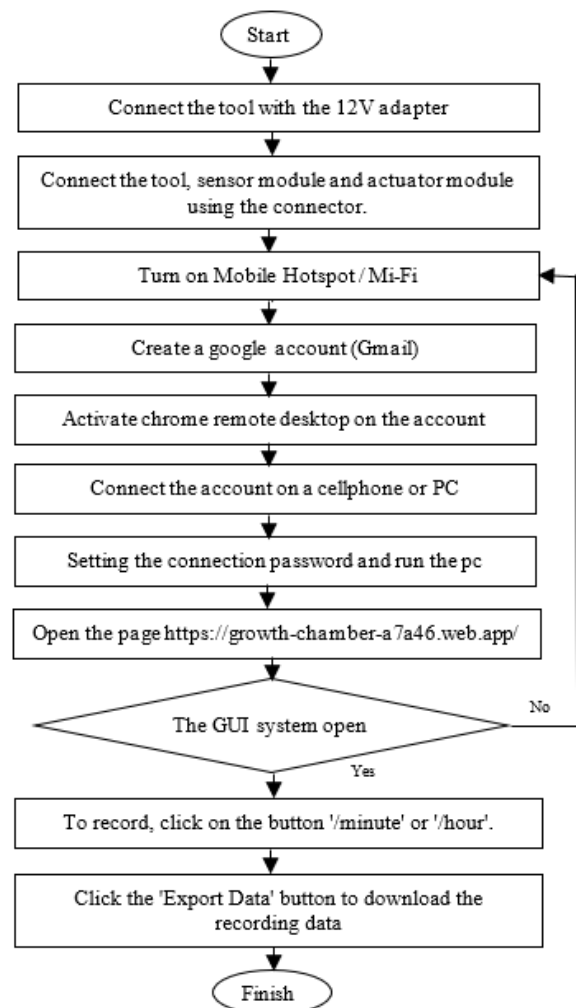 Start
Connect the tool with the 12V adapter
Connect the tool, sensor module and actuator module
using the connector.
Turn on Mobile Hotspot / Mi-Fi
Create a google account (Gmail)
Activate chrome remote desktop on the account
Connect the account on a cellphone or PC
Setting the connection password and run the pc
Open the page https://growth-chamber-a7a46.web.app/
The GUI system open
No
Yes
To record, click on the button '/minute' or '/hour'.
Click the 'Export Data' button to download the
recording data
Finish